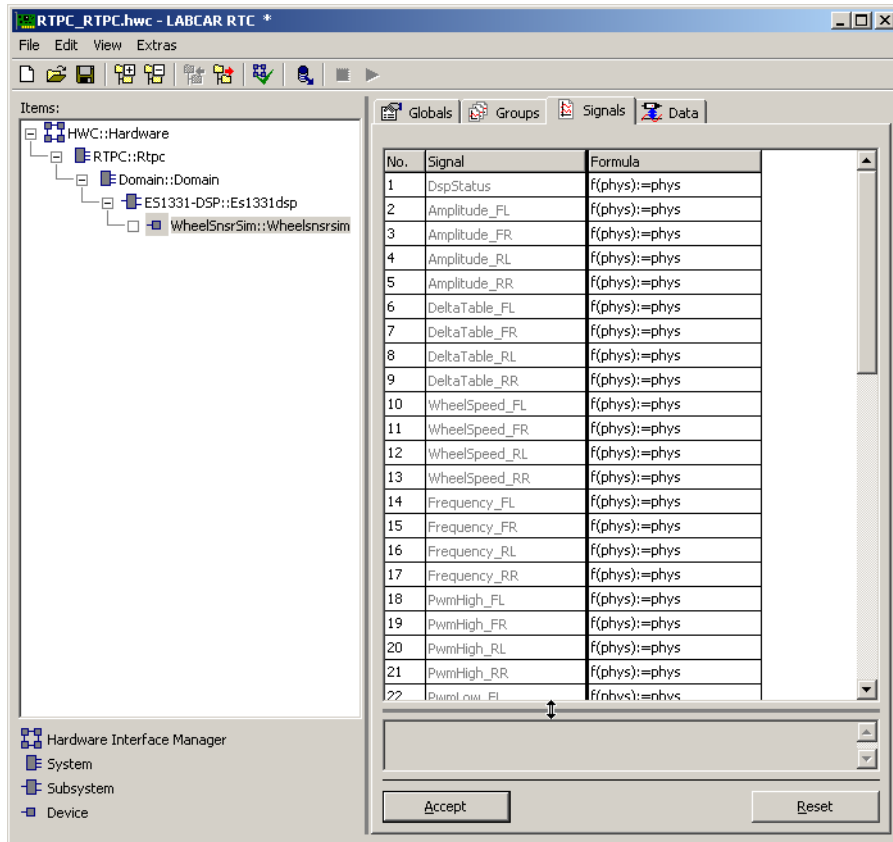 RTPC_RTPC.hwc - LABCAR RTC *
File Edit View Extras
Items:
HWC::Hardware
RTPC::Rtpc
Domain::Domain
ES1331-DSP::Es1331dsp
WheelSnsrSim::Wheelsnsrsim
Hardware Interface Manager
System
Subsystem
Device
Globals Groups Signals Data
No. Signal Formula
1 DspStatus f(phys):=phys
2 Amplitude_FL f(phys):=phys
3 Amplitude_FR f(phys):=phys
4 Amplitude_RL f(phys):=phys
5 Amplitude_RR f(phys):=phys
6 DeltaTable_FL f(phys):=phys
7 DeltaTable_FR f(phys):=phys
8 DeltaTable_RL f(phys):=phys
9 DeltaTable_RR f(phys):=phys
10 WheelSpeed_FL f(phys):=phys
11 WheelSpeed_FR f(phys):=phys
12 WheelSpeed_RL f(phys):=phys
13 WheelSpeed_RR f(phys):=phys
14 Frequency_FL f(phys):=phys
15 Frequency_FR f(phys):=phys
16 Frequency_RL f(phys):=phys
17 Frequency_RR f(phys):=phys
18 PwmHigh_FL f(phys):=phys
19 PwmHigh_FR f(phys):=phys
20 PwmHigh_RL f(phys):=phys
21 PwmHigh_RR f(phys):=phys
22 PwmLow_FL f(phys):=phys
Accept Reset